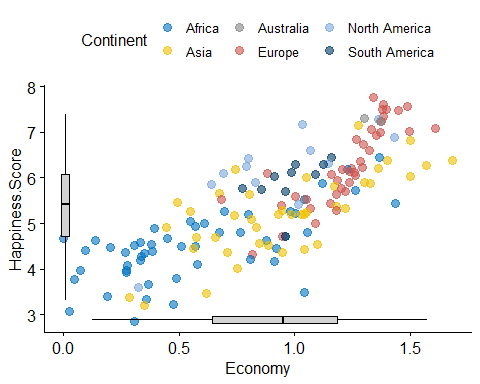 Continent
Africa
Australia
North America
Asia
Europe
South America
Happiness.Score
8
7
6
5
4
3
0.0
0.5
1.0
1.5
Economy